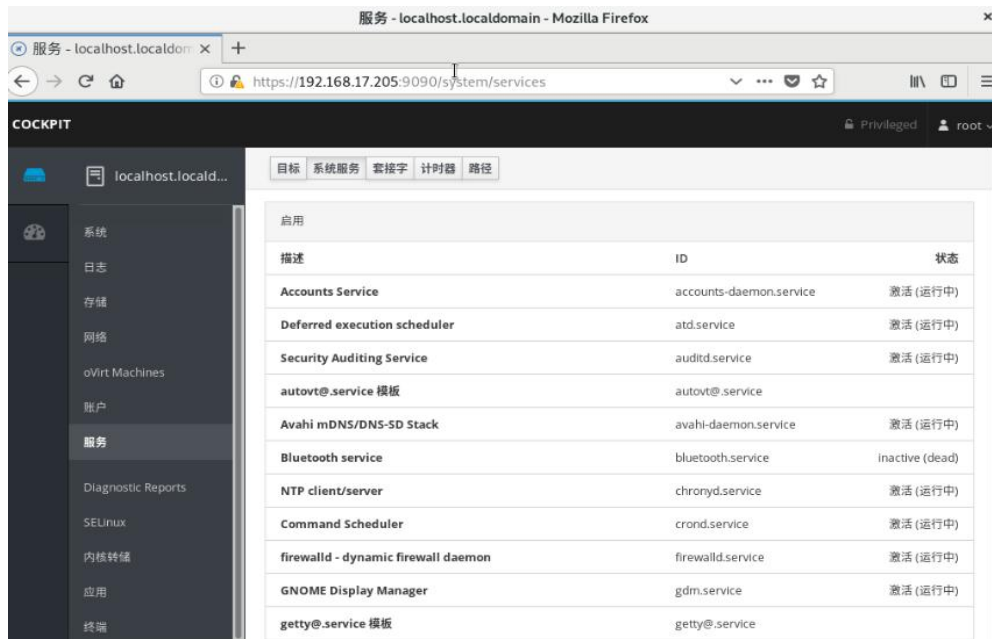 服务 - localhost.localdomain - Mozilla Firefox
服务 - localhost.localdom
https://192.168.17.205:9090/system/services
COCKPIT
Privileged
root
localhost.locald...
系统
日志
存储
网络
oVirt Machines
账户
服务
Diagnostic Reports
SELinux
内核转储
应用
终端
目标 系统服务 套接字 计时器 路径
启用
描述 ID 状态
Accounts Service accounts-daemon.service 激活 (运行中)
Deferred execution scheduler atd.service 激活 (运行中)
Security Auditing Service auditd.service 激活 (运行中)
autovt@.service 模板 autovt@.service
Avahi mDNS/DNS-SD Stack avahi-daemon.service 激活 (运行中)
Bluetooth service bluetooth.service inactive (dead)
NTP client/server chronyd.service 激活 (运行中)
Command Scheduler crond.service 激活 (运行中)
firewalld - dynamic firewall daemon firewalld.service 激活 (运行中)
GNOME Display Manager gdm.service 激活 (运行中)
getty@.service 模板 getty@.service